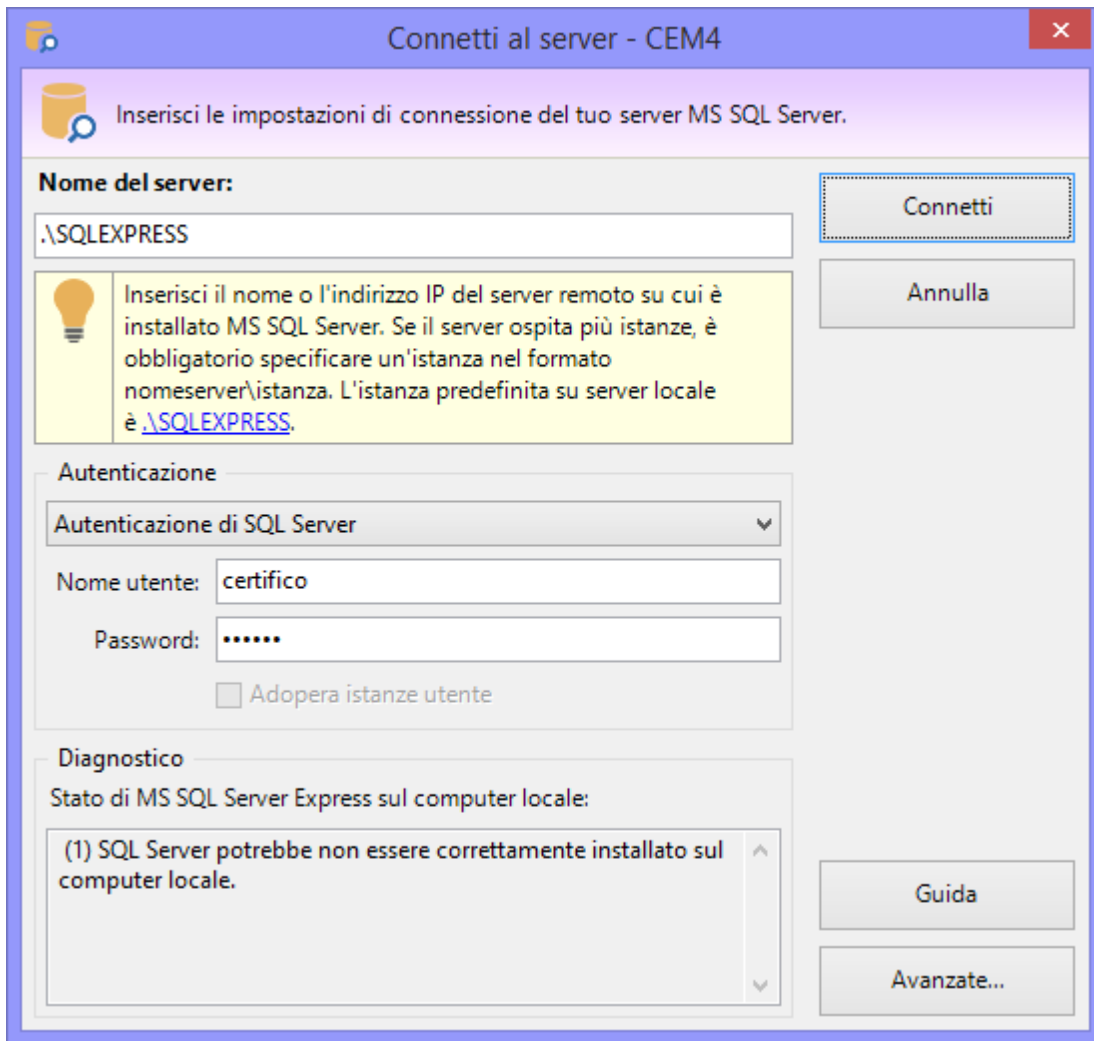 Connetti al server - CEM4
Inserisci le impostazioni di connessione del tuo server MS SQL Server.
Nome del server:
.\SQLEXPRESS
Inserisci il nome o l'indirizzo IP del server remoto su cui è
installato MS SQL Server. Se il server ospita più istanze, è
obbligatorio specificare un'istanza nel formato
nomeserver\istanza. L'istanza predefinita su server locale
è .\SQLEXPRESS.
Connetti
Annulla
Autenticazione
Autenticazione di SQL Server
Nome utente: certifico
Password: ••••••
Adopera istanze utente
Diagnostico
Stato di MS SQL Server Express sul computer locale:
(1) SQL Server potrebbe non essere correttamente installato sul
computer locale.
Guida
Avanzate...